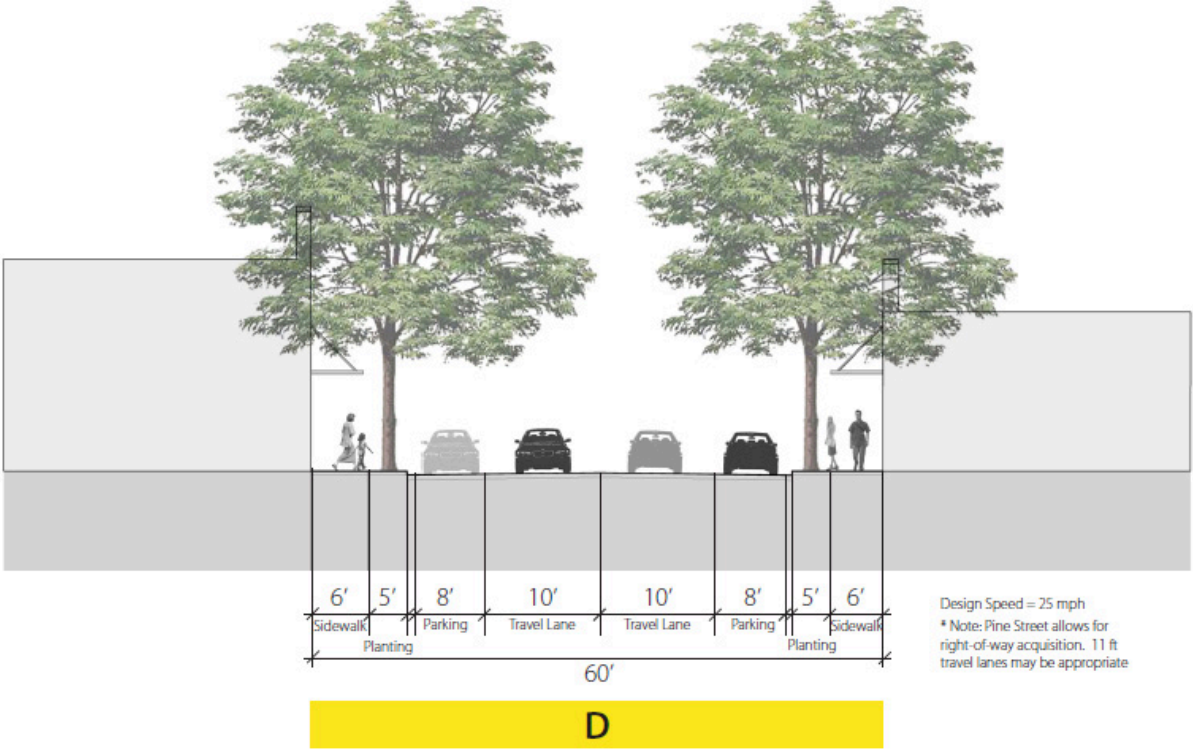 6’ 5’ 8’ 10’ 10’ 8’ 5’ 6’
Sidewalk Parking Travel Lane Travel Lane Parking Sidewalk
Planting Planting
60’
Design Speed = 25 mph
* Note: Pine Street allows for
right-of-way acquisition. 11 ft
travel lanes may be appropriate
D